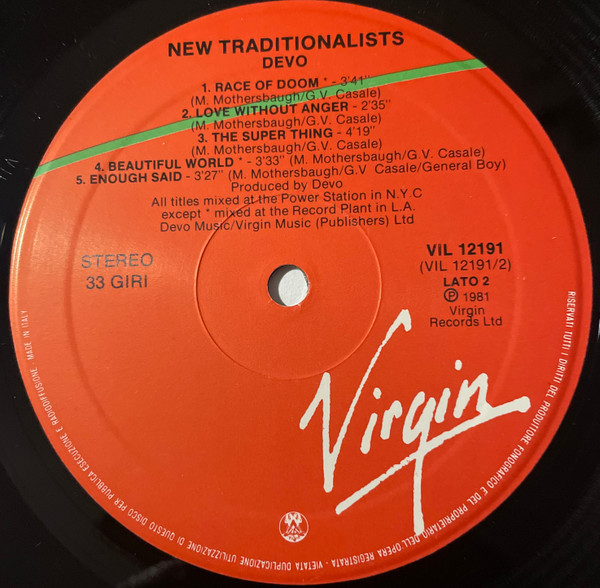 NEW TRADITIONALISTS
DEVO
1. RACE OF DOOM * - 3'41"
(M. Mothersbaugh/G.V. Casale)
2. LOVE WITHOUT ANGER - 2'35"
(M. Mothersbaugh/G.V. Casale)
3. THE SUPER THING - 4'19"
(M. Mothersbaugh/G.V. Casale)
4. BEAUTIFUL WORLD * - 3'33" (M. Mothersbaugh/G.V. Casale)
5. ENOUGH SAID - 3'27" (M. Mothersbaugh/G.V Casale/General Boy)
Produced by Devo
All titles mixed at the Power Station in N.Y.C
except * mixed at the Record Plant in L.A.
Devo Music/Virgin Music (Publishers) Ltd
STEREO
33 GIRI
ViL 12191
(VIL 12191/2)
LATO 2
℗ 1981
Virgin
Records Ltd
Virgin
RISERVATI TUTTI I DIRITTI DEL PRODUTTORE FONOGRAFICO E DEL PROPRIETARIO DELL'OPERA REGISTRATA - VIETATA DUPLICAZIONE UTILIZZAZIONE DI QUESTO DISCO PER PUBBLICA ESECUZIONE E RADIODIFFUSIONE. MADE IN ITALY